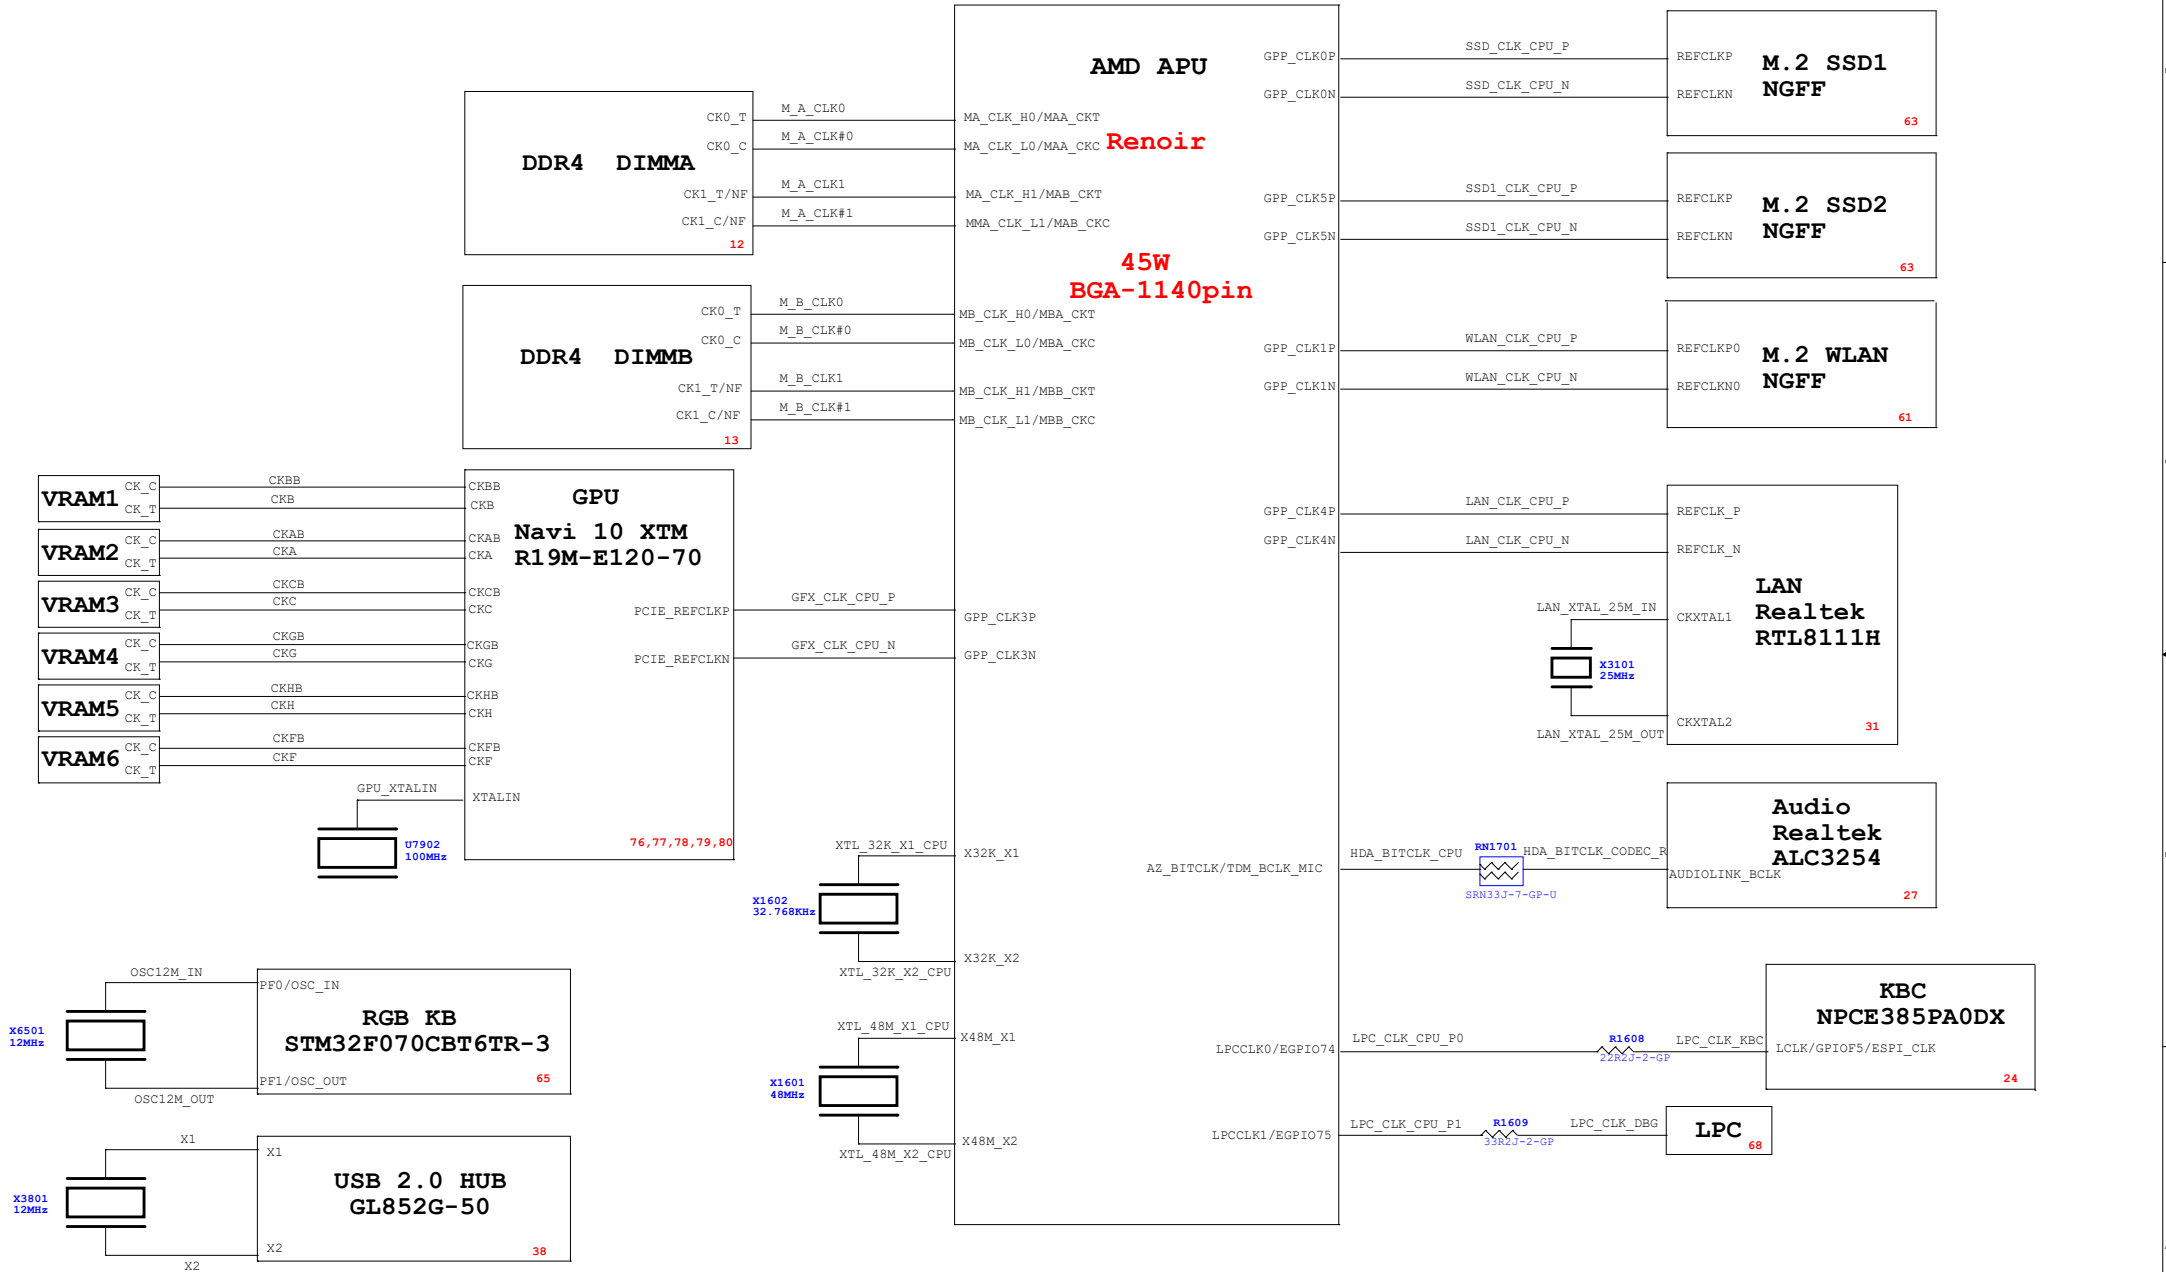 AMD APU
Renoir
45W
BGA-1140pin
GPP_CLK0P
SSD_CLK_CPU_P
REFCLKP
GPP_CLK0N
SSD_CLK_CPU_N
REFCLKN
M.2 SSD1
NGFF
63
DDR4 DIMMA
CK0_T
M_A_CLK0
MA_CLK_H0/MAA_CKT
CK0_C
M_A_CLK#0
MA_CLK_L0/MAA_CKC
CK1_T/NF
M_A_CLK1
MA_CLK_H1/MAB_CKT
CK1_C/NF
M_A_CLK#1
MMA_CLK_L1/MAB_CKC
12
GPP_CLK5P
SSD1_CLK_CPU_P
REFCLKP
GPP_CLK5N
SSD1_CLK_CPU_N
REFCLKN
M.2 SSD2
NGFF
63
DDR4 DIMMB
CK0_T
M_B_CLK0
MB_CLK_H0/MBA_CKT
CK0_C
M_B_CLK#0
MB_CLK_L0/MBA_CKC
CK1_T/NF
M_B_CLK1
MB_CLK_H1/MBB_CKT
CK1_C/NF
M_B_CLK#1
MB_CLK_L1/MBB_CKC
13
GPP_CLK1P
WLAN_CLK_CPU_P
REFCLKP0
GPP_CLK1N
WLAN_CLK_CPU_N
REFCLKN0
M.2 WLAN
NGFF
61
VRAM1
CK_C
CKBB
CKBB
CK_T
CKB
CKB
VRAM2
CK_C
CKAB
CKAB
CK_T
CKA
CKA
VRAM3
CK_C
CKCB
CKCB
CK_T
CKC
CKC
VRAM4
CK_C
CKGB
CKGB
CK_T
CKG
CKG
VRAM5
CK_C
CKHB
CKHB
CK_T
CKH
CKH
VRAM6
CK_C
CKFB
CKFB
CK_T
CKF
CKF
GPU
Navi 10 XTM
R19M-E120-70
PCIE_REFCLKP
GFX_CLK_CPU_P
GPP_CLK3P
PCIE_REFCLKN
GFX_CLK_CPU_N
GPP_CLK3N
GPU_XTALIN
XTALIN
U7902
100MHz
76,77,78,79,80
GPP_CLK4P
LAN_CLK_CPU_P
REFCLK_P
GPP_CLK4N
LAN_CLK_CPU_N
REFCLK_N
LAN
Realtek
RTL8111H
LAN_XTAL_25M_IN
CKXTAL1
X3101
25MHz
CKXTAL2
LAN_XTAL_25M_OUT
31
XTL_32K_X1_CPU
X32K_X1
X1602
32.768KHz
X32K_X2
XTL_32K_X2_CPU
AZ_BITCLK/TDM_BCLK_MIC
HDA_BITCLK_CPU
RN1701
SRN33J-7-GP-U
HDA_BITCLK_CODEC_R
AUDIOLINK_BCLK
Audio
Realtek
ALC3254
27
OSC12M_IN
PF0/OSC_IN
X6501
12MHz
RGB KB
STM32F070CBT6TR-3
PF1/OSC_OUT
OSC12M_OUT
65
XTL_48M_X1_CPU
X48M_X1
X1601
48MHz
X48M_X2
XTL_48M_X2_CPU
LPCCLK0/EGPIO74
LPC_CLK_CPU_P0
R1608
22R2J-2-GP
LPC_CLK_KBC
LCLK/GPIOF5/ESPI_CLK
KBC
NPCE385PA0DX
24
LPCCLK1/EGPIO75
LPC_CLK_CPU_P1
R1609
33R2J-2-GP
LPC_CLK_DBG
LPC
68
X1
X1
X3801
12MHz
USB 2.0 HUB
GL852G-50
X2
X2
38